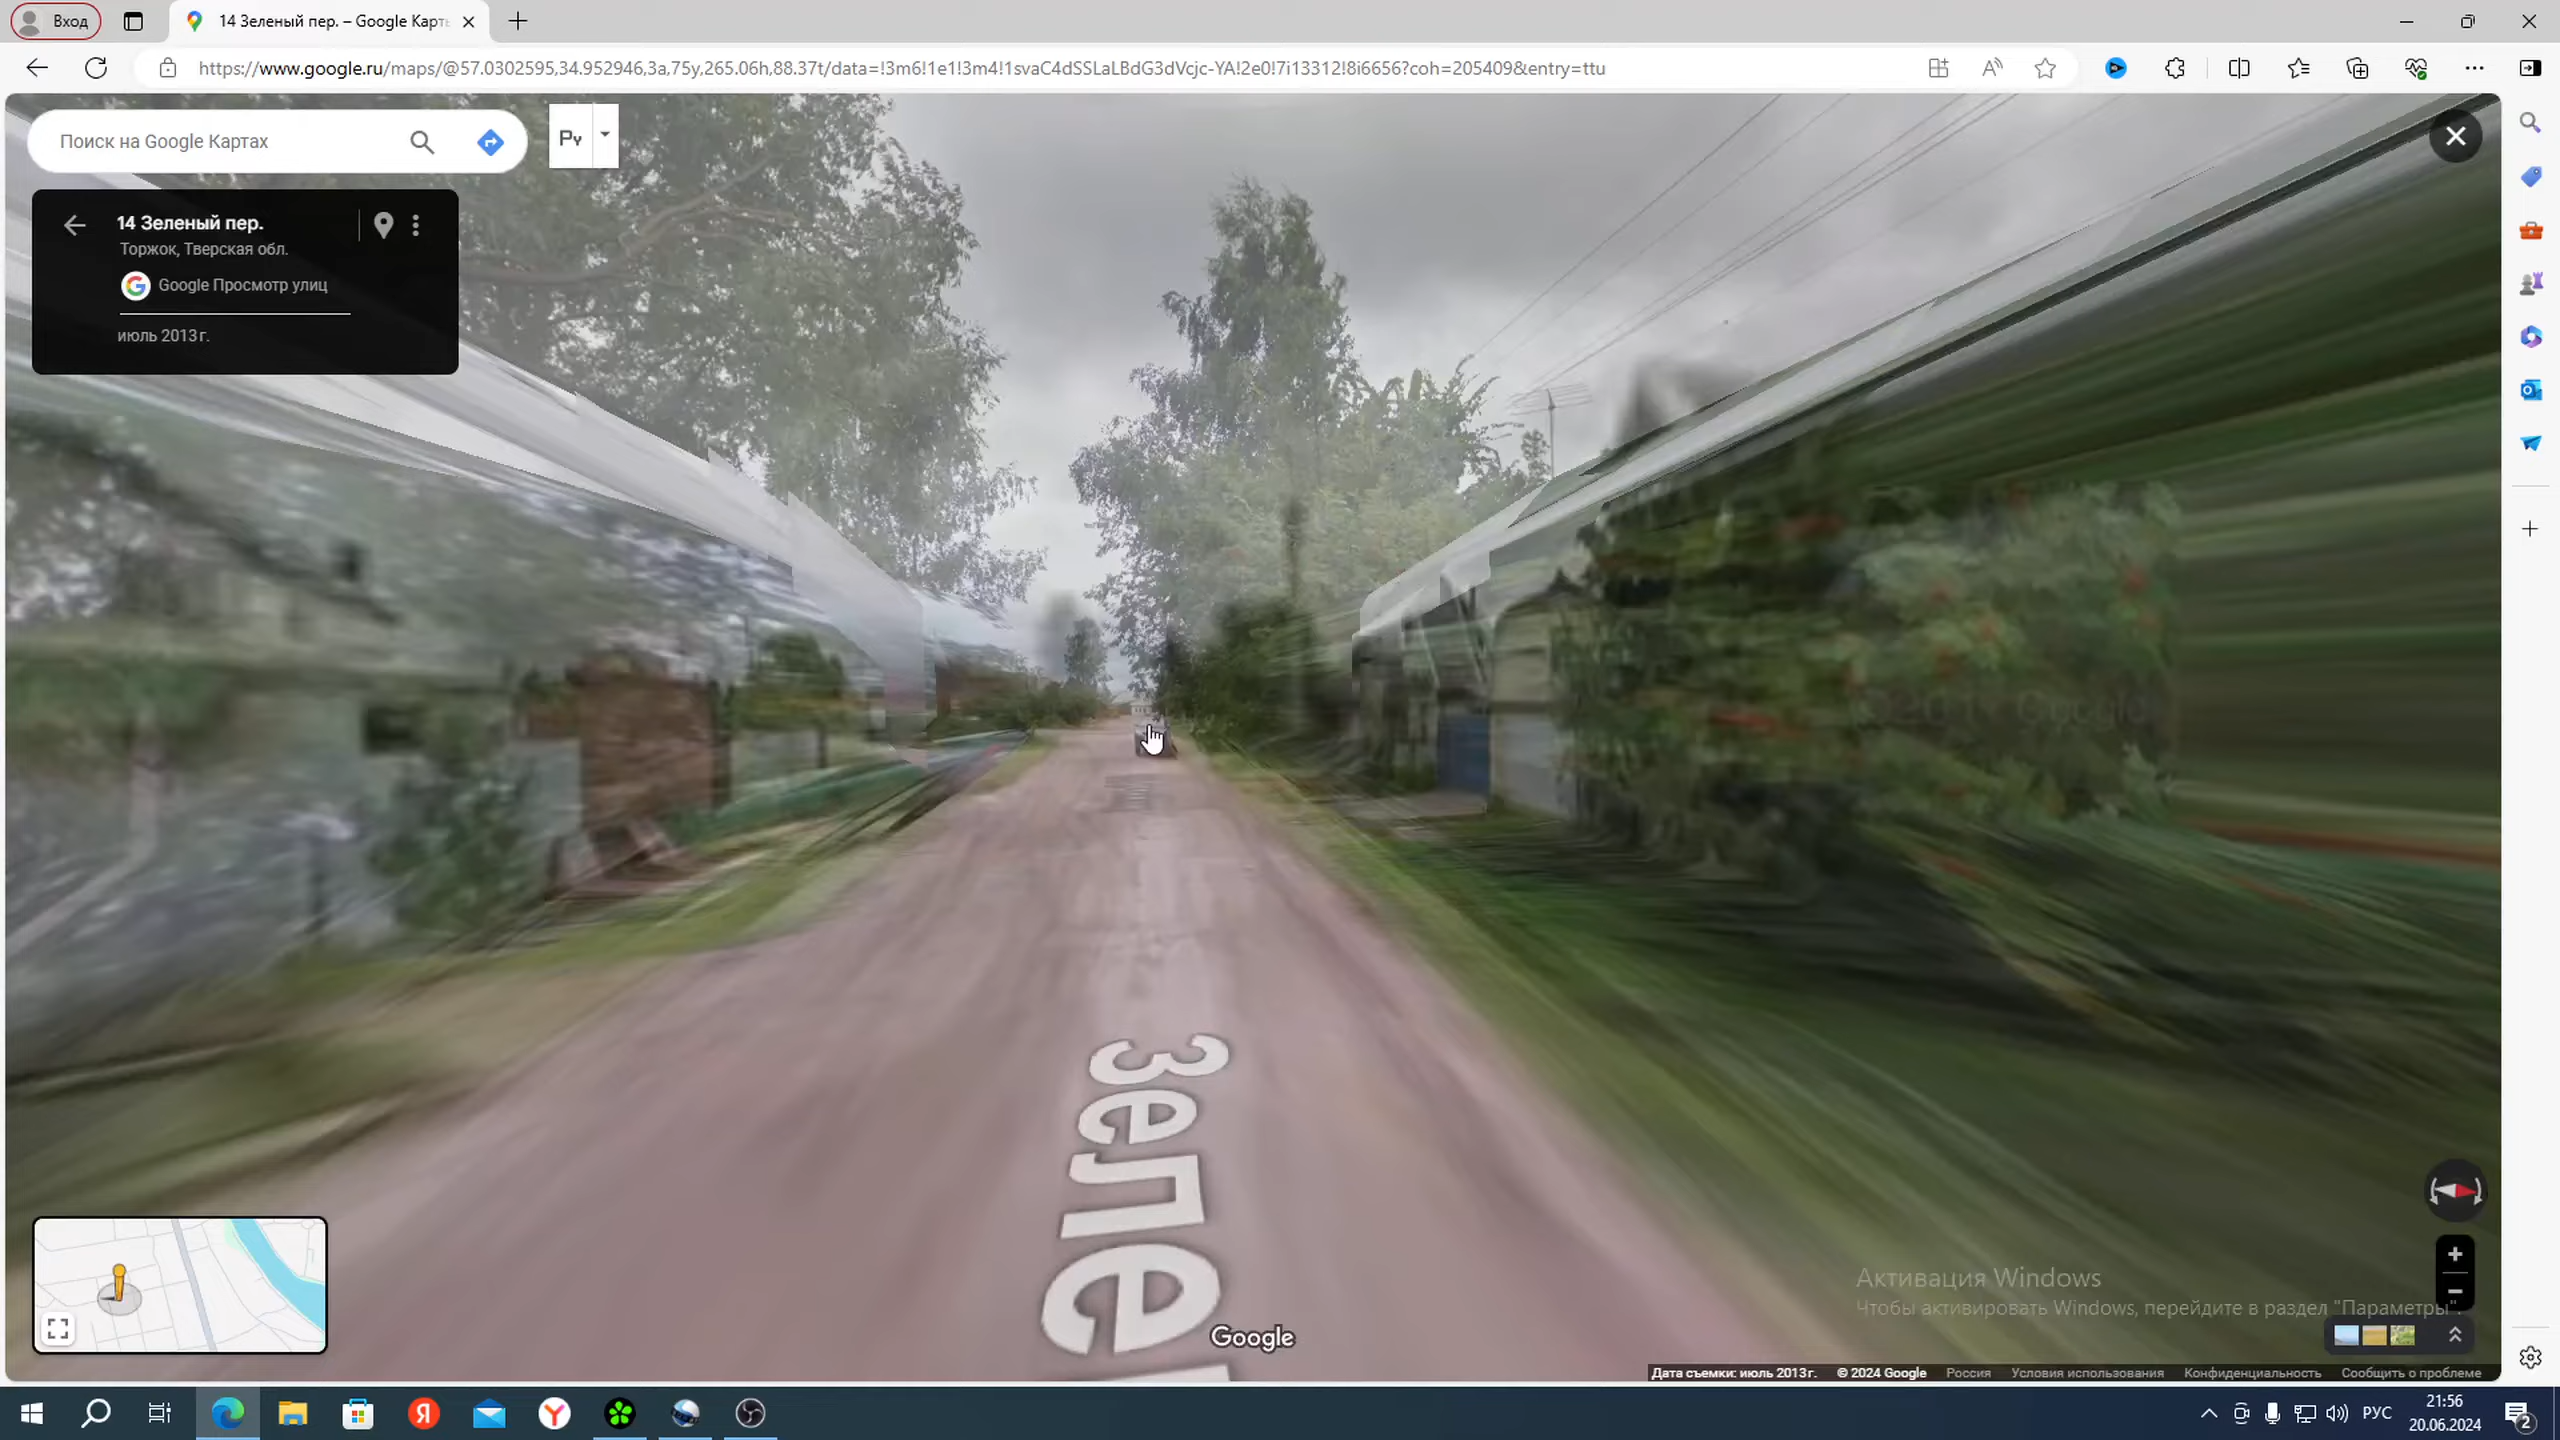 Вход
14 Зеленый пер. – Google Карт
https://www.google.ru/maps/@57.0302595,34.952946,3a,75y,265.06h,88.37t/data=!3m6!1e1!3m4!1svaC4dSSLaLBdG3dVcjc-YA!2e0!7i13312!8i6656?coh=205409&entry=ttu
Поиск на Google Картах
Ру
14 Зеленый пер.
Торжок, Тверская обл.
Google Просмотр улиц
июль 2013 г.
Зеле
Google
Активация Windows
Чтобы активировать Windows, перейдите в раздел "Параметры".
Дата съемки: июль 2013 г. © 2024 Google Россия Условия использования Конфиденциальность Сообщить о проблеме
РУС
21:56
20.06.2024
2